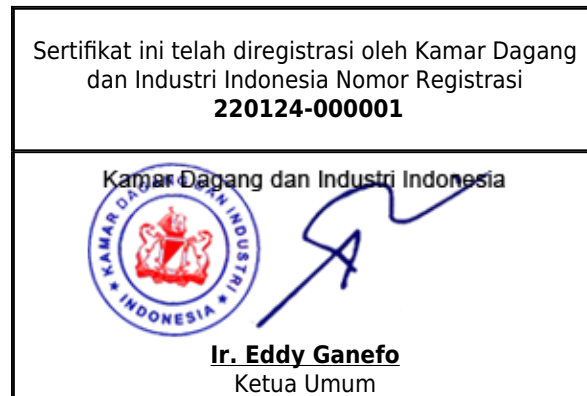 Sertifikat ini telah diregistrasi oleh Kamar Dagang
dan Industri Indonesia Nomor Registrasi
220124-000001
Kamar Dagang dan Industri Indonesia
KAMAR DAGANG DAN INDUSTRI
* INDONESIA *
Ir. Eddy Ganefo
Ketua Umum